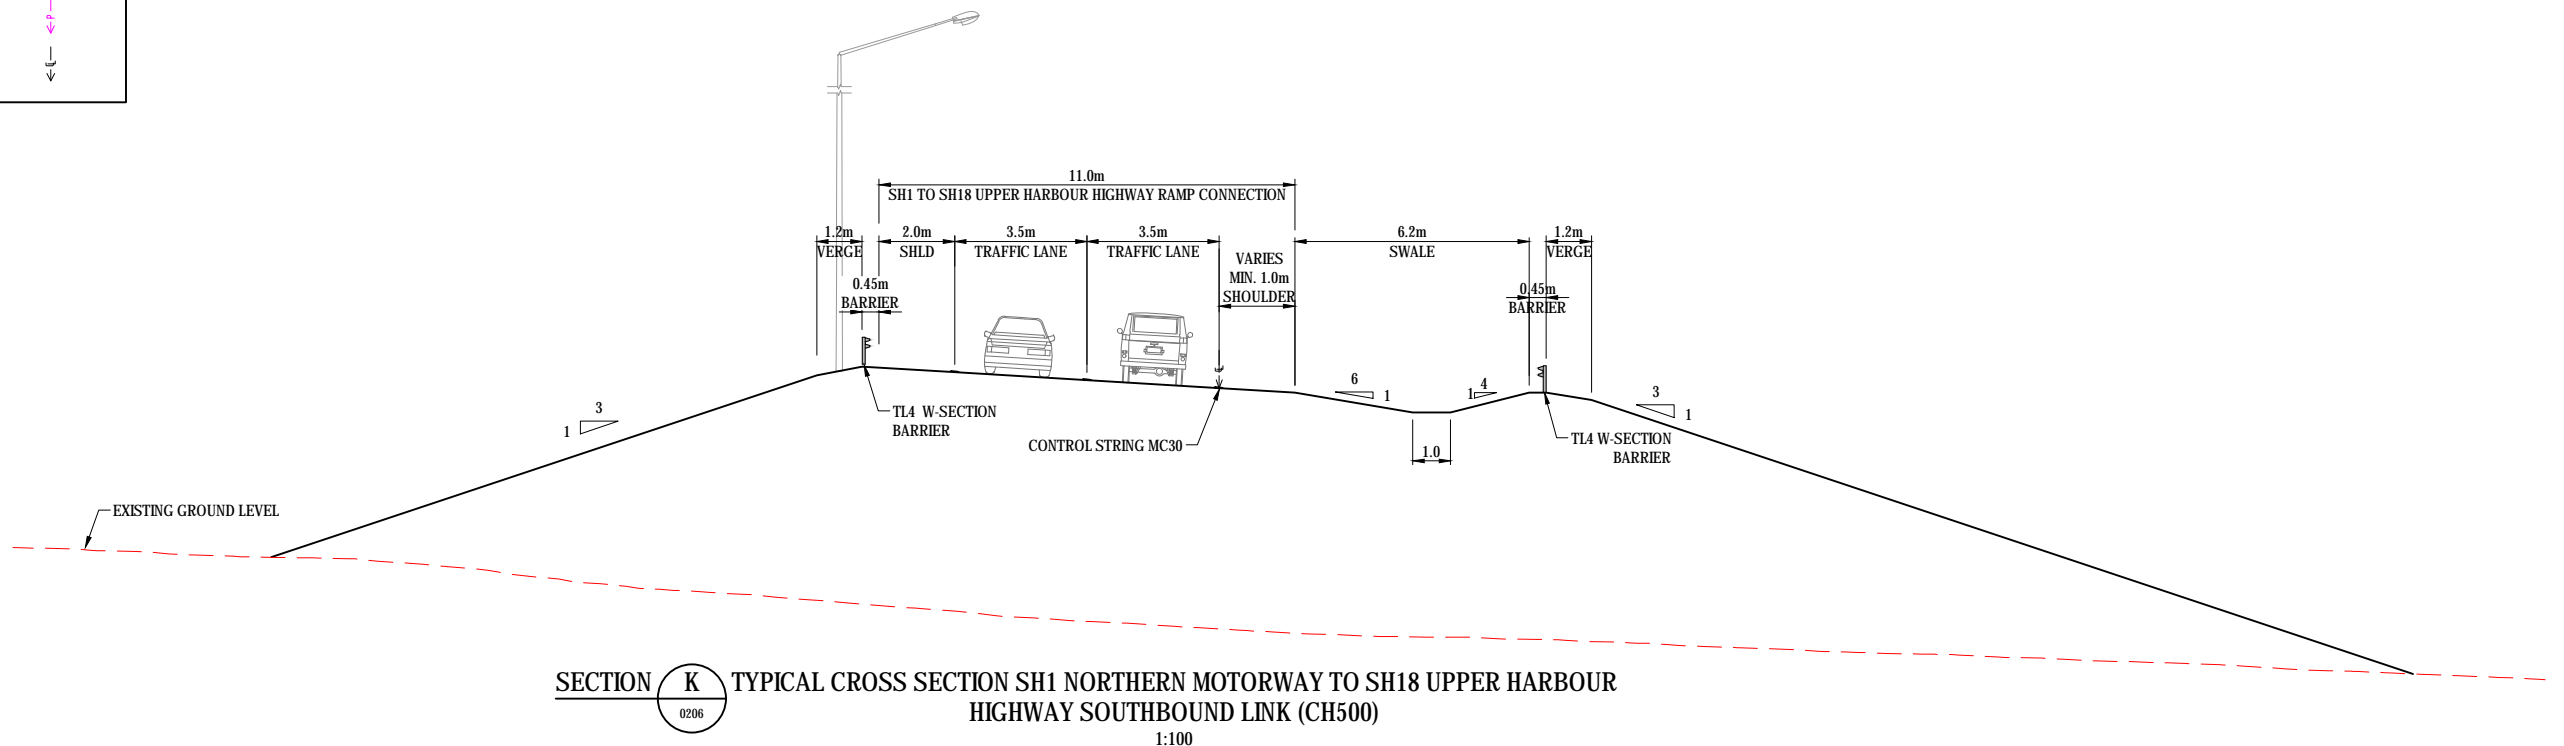 P
11.0m
SH1 TO SH18 UPPER HARBOUR HIGHWAY RAMP CONNECTION
1.2m
VERGE
2.0m
SHLD
3.5m
TRAFFIC LANE
3.5m
TRAFFIC LANE
VARIES
MIN. 1.0m
SHOULDER
6.2m
SWALE
1.2m
VERGE
0.45m
BARRIER
0.45m
BARRIER
3
1
6
1
4
1
3
1
1.0
TL4 W-SECTION
BARRIER
CONTROL STRING MC30
TL4 W-SECTION
BARRIER
EXISTING GROUND LEVEL
SECTION K TYPICAL CROSS SECTION SH1 NORTHERN MOTORWAY TO SH18 UPPER HARBOUR
0206
HIGHWAY SOUTHBOUND LINK (CH500)
1:100